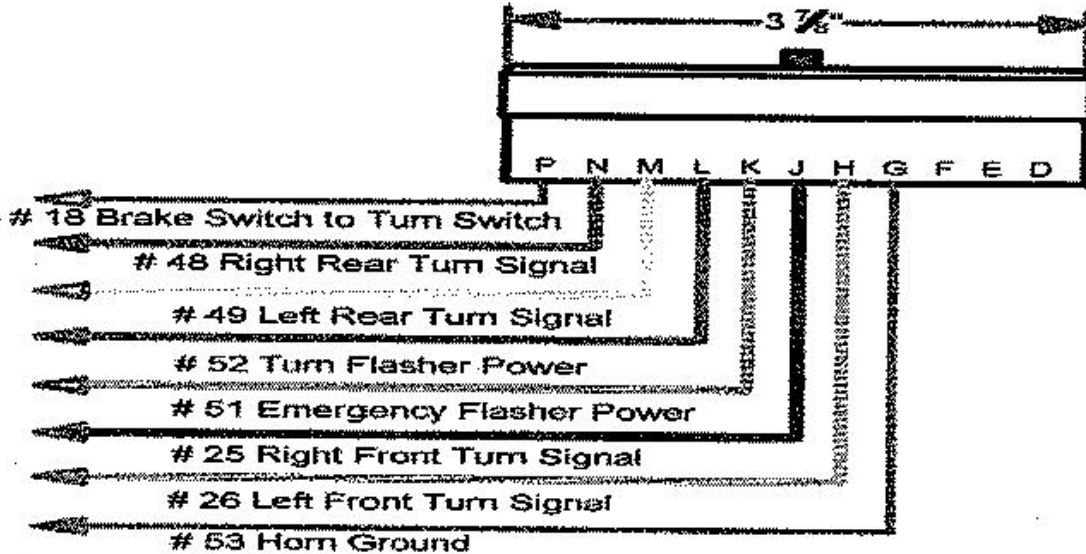 3 7/8"
P N M L K J H G F E D
# 18 Brake Switch to Turn Switch
# 48 Right Rear Turn Signal
# 49 Left Rear Turn Signal
# 52 Turn Flasher Power
# 51 Emergency Flasher Power
# 25 Right Front Turn Signal
# 26 Left Front Turn Signal
# 53 Horn Ground